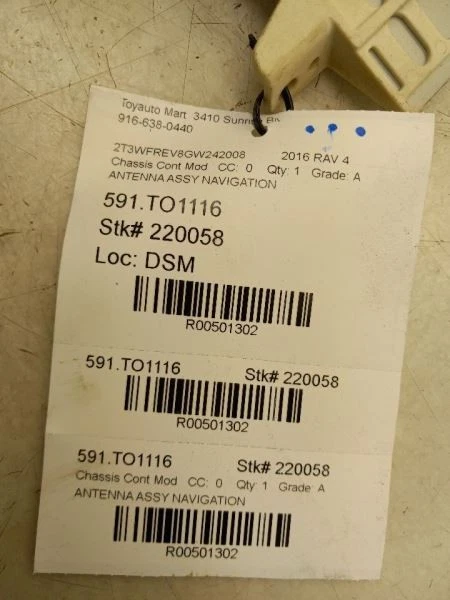 Toyauto Mart 3410 Sunrise
916-638-0440
2T3WFREV8GW242008 2016 RAV 4
Chassis Cont Mod CC: 0 Qty: 1 Grade: A
ANTENNA ASSY NAVIGATION
591.TO1116
Stk# 220058
Loc: DSM
R00501302
591.TO1116 Stk# 220058
R00501302
591.TO1116 Stk# 220058
Chassis Cont Mod CC: 0 Qty: 1 Grade: A
ANTENNA ASSY NAVIGATION
R00501302